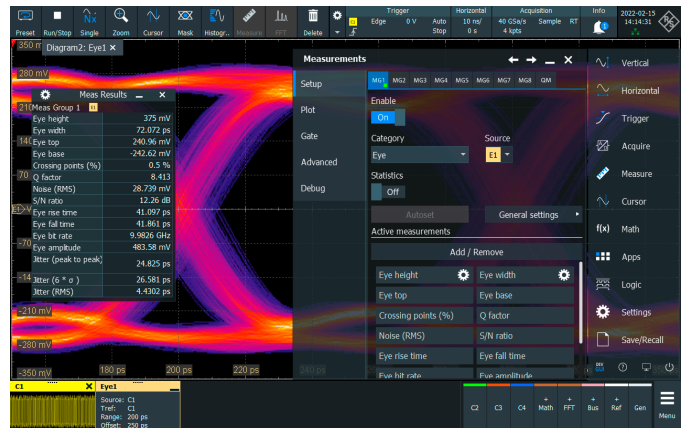 Preset Run/Stop Single Zoom Cursor Mask Histogr... Measure FFT Delete
Trigger
Edge 0 V Auto
Stop
Horizontal
10 ns/
0 s
Acquisition
40 GSa/s Sample RT
4 kpts
Info
2022-02-15
14:14:31
350 m Diagram2: Eye1 ×
280 mV
Meas Results
210 Meas Group 1 E1
Eye height 375 mV
Eye width 72.072 ps
140 Eye top 240.96 mV
Eye base -242.62 mV
Crossing points (%) 0.5 %
70 Q factor 8.413
Noise (RMS) 28.739 mV
S/N ratio 12.26 dB
Eye rise time 41.097 ps
Eye fall time 41.861 ps
Eye bit rate 9.9826 GHz
-70 Eye amplitude 483.58 mV
Jitter (peak to peak) 24.825 ps
-14 Jitter (6 * σ ) 26.581 ps
Jitter (RMS) 4.4302 ps
-210 mV
-280 mV
-350 mV 180 ps 200 ps 220 ps 240 ps
Measurements
Setup
Plot
Gate
Advanced
Debug
MG1 MG2 MG3 MG4 MG5 MG6 MG7 MG8 QM
Enable
On
Category Source
Eye E1
Statistics
Off
Autoset General settings
Active measurements
Add / Remove
Eye height Eye width
Eye top Eye base
Crossing points (%) Q factor
Noise (RMS) S/N ratio
Eye rise time Eye fall time
Eye bit rate Eye amplitude
Vertical
Horizontal
Trigger
Acquire
Measure
Cursor
f(x) Math
Apps
Logic
Settings
Save/Recall
C1 X Eye1
Source: C1
Tref: C1
Range: 200 ps
Offset: 250 ps
C2 C3 C4 + Math + FFT + Bus + Ref Gen Menu